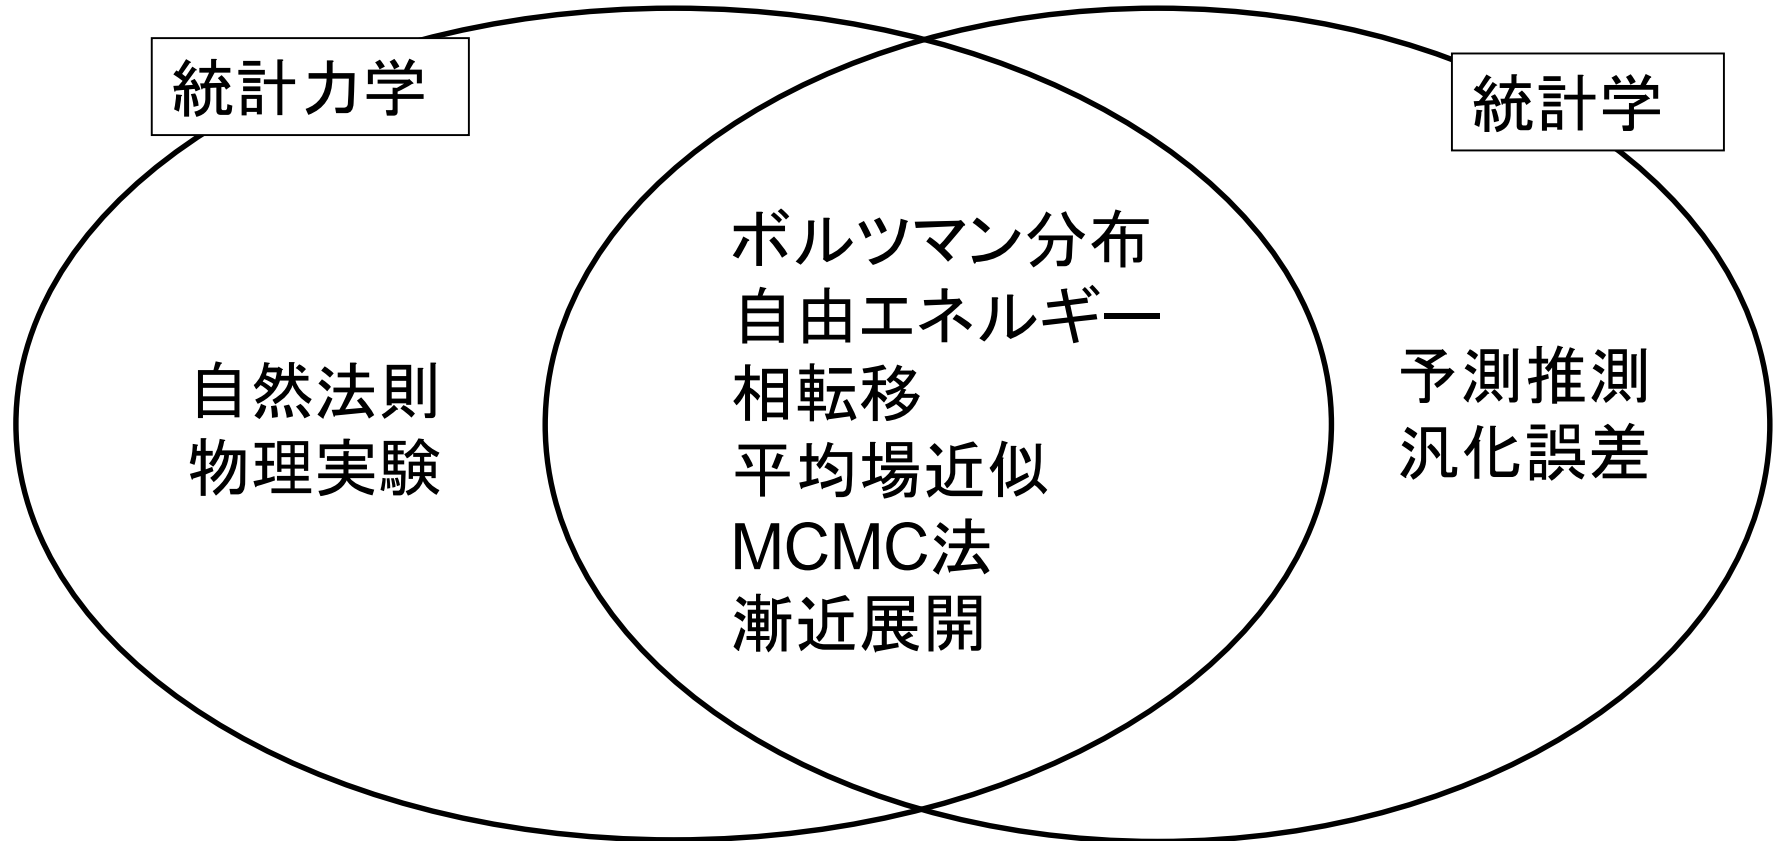 統計力学
統計学
自然法則
物理実験
ボルツマン分布
自由エネルギー
相転移
平均場近似
MCMC法
漸近展開
予測推測
汎化誤差